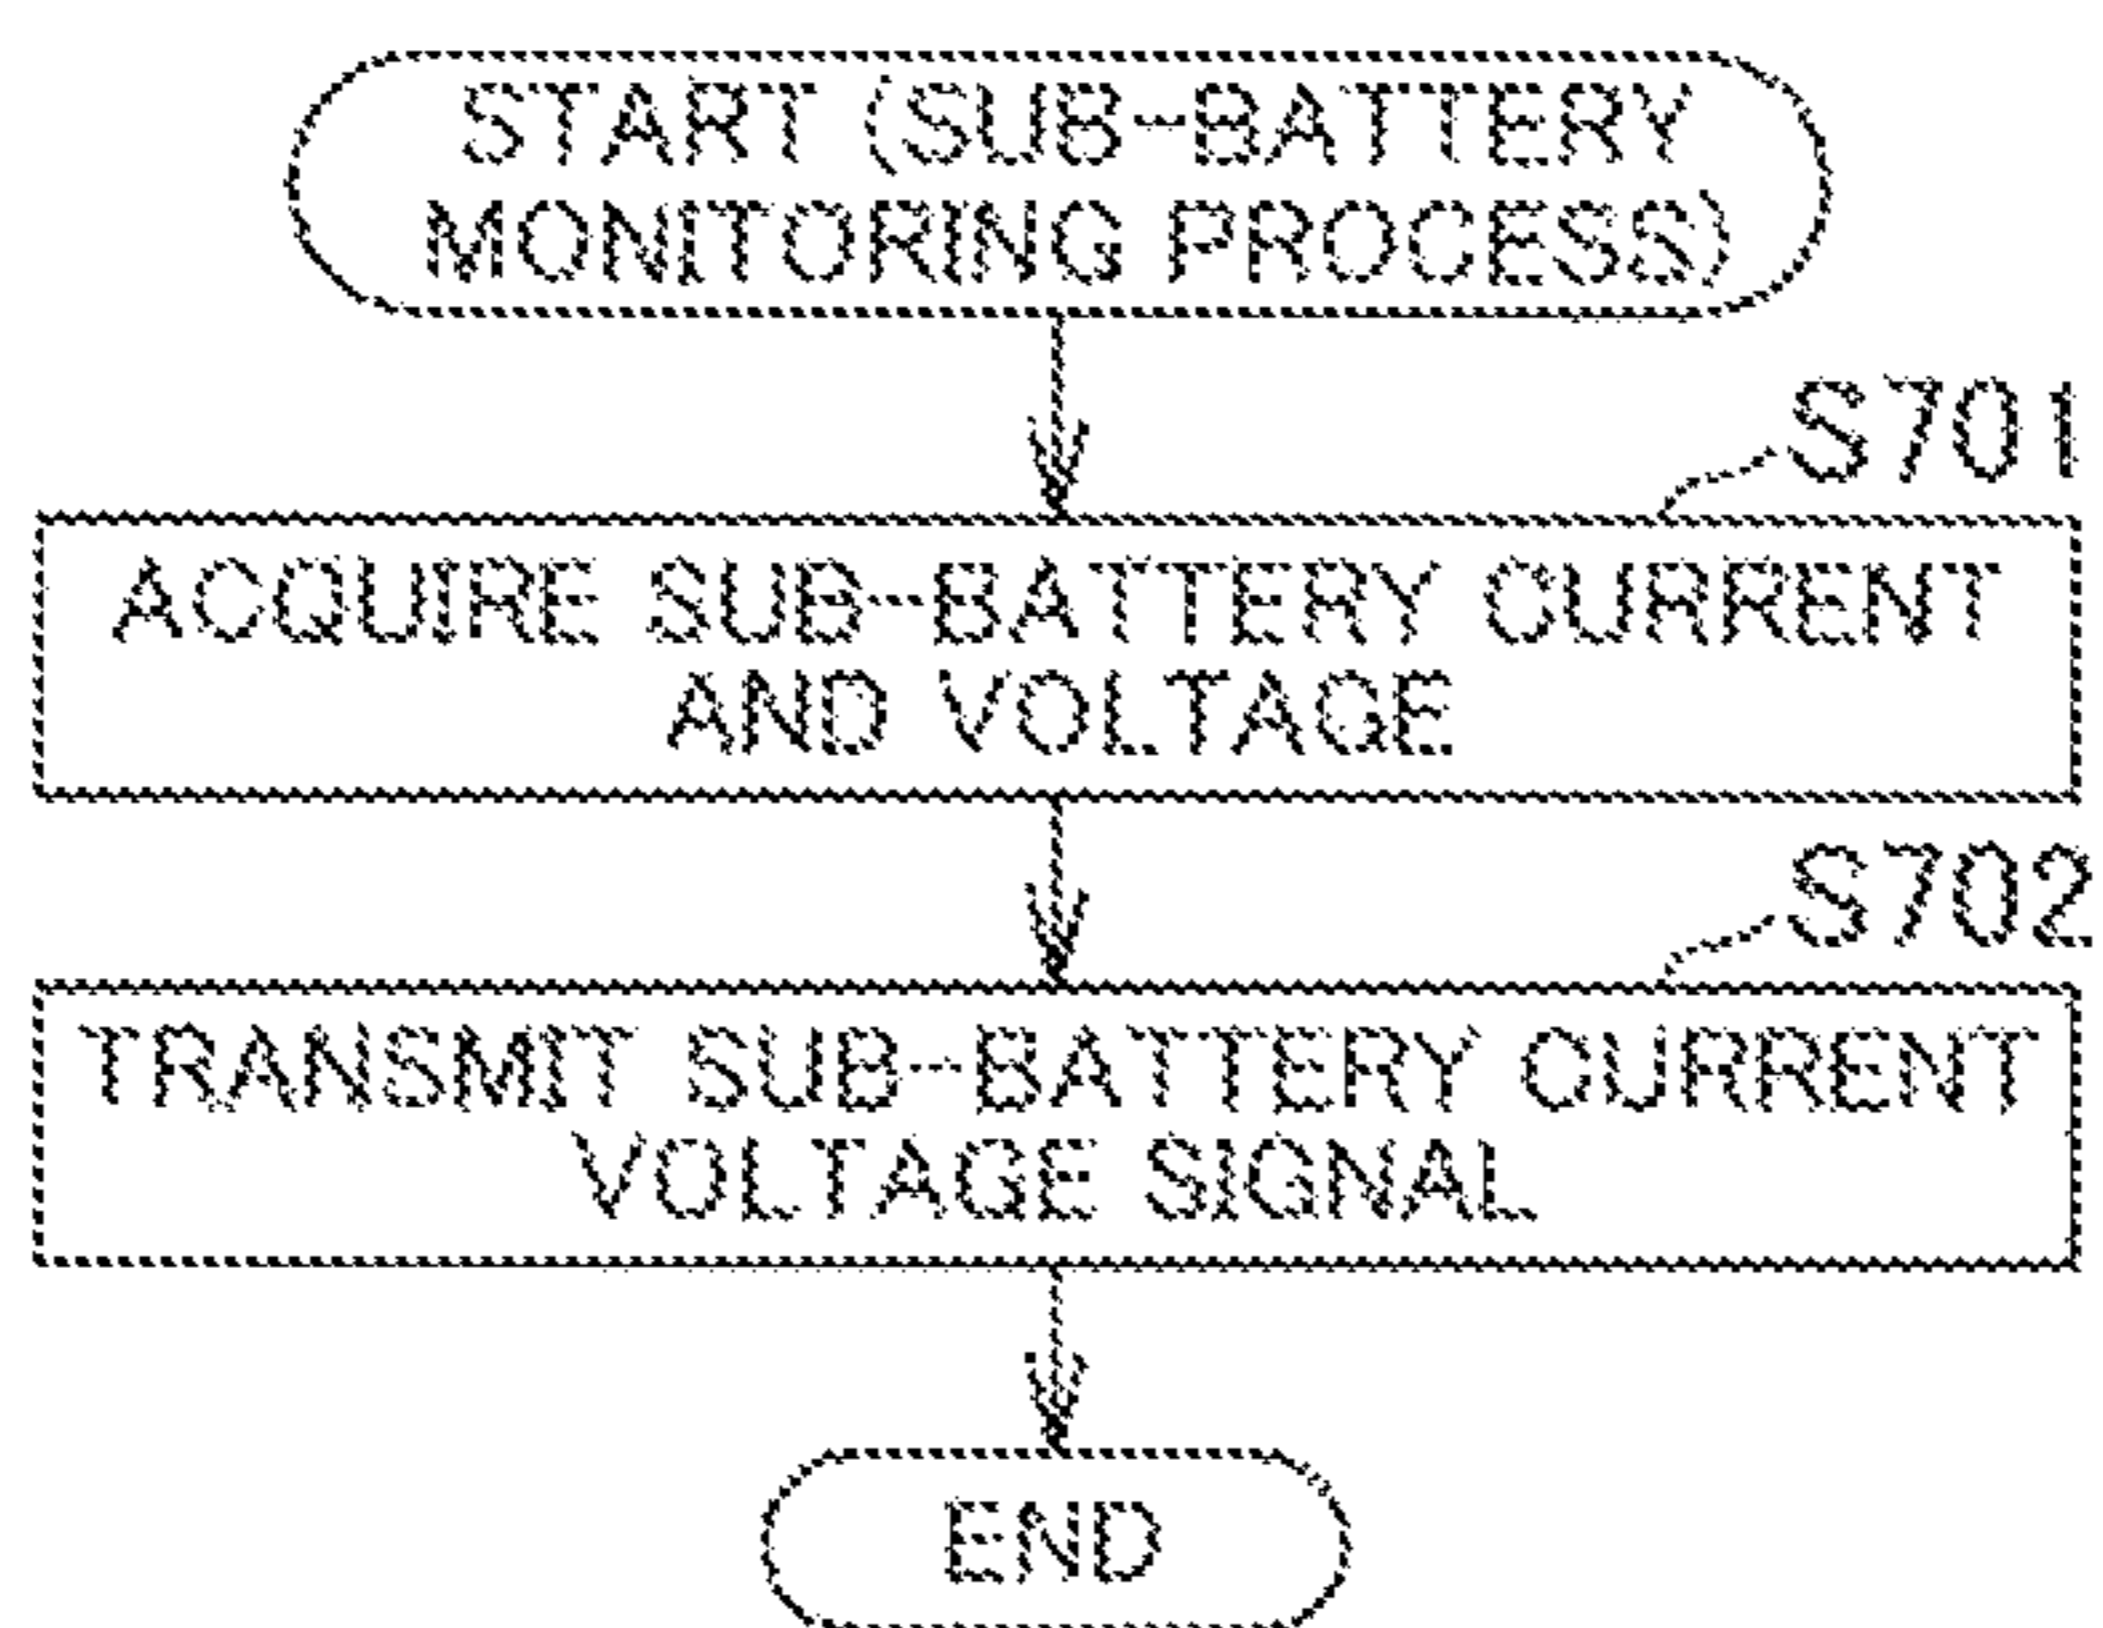 START (SUB-BATTERY
MONITORING PROCESS)
S701
ACQUIRE SUB-BATTERY CURRENT
AND VOLTAGE
S702
TRANSMIT SUB-BATTERY CURRENT
VOLTAGE SIGNAL
END